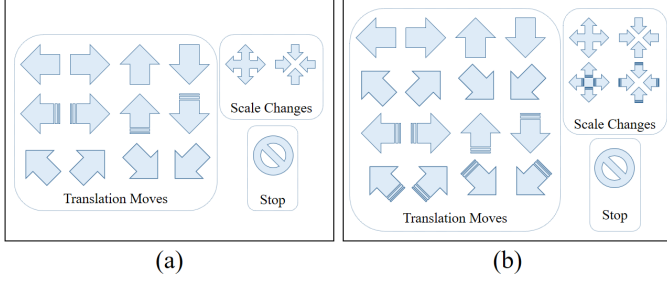 Scale Changes
Translation Moves
Stop
(a)
Scale Changes
Translation Moves
Stop
(b)